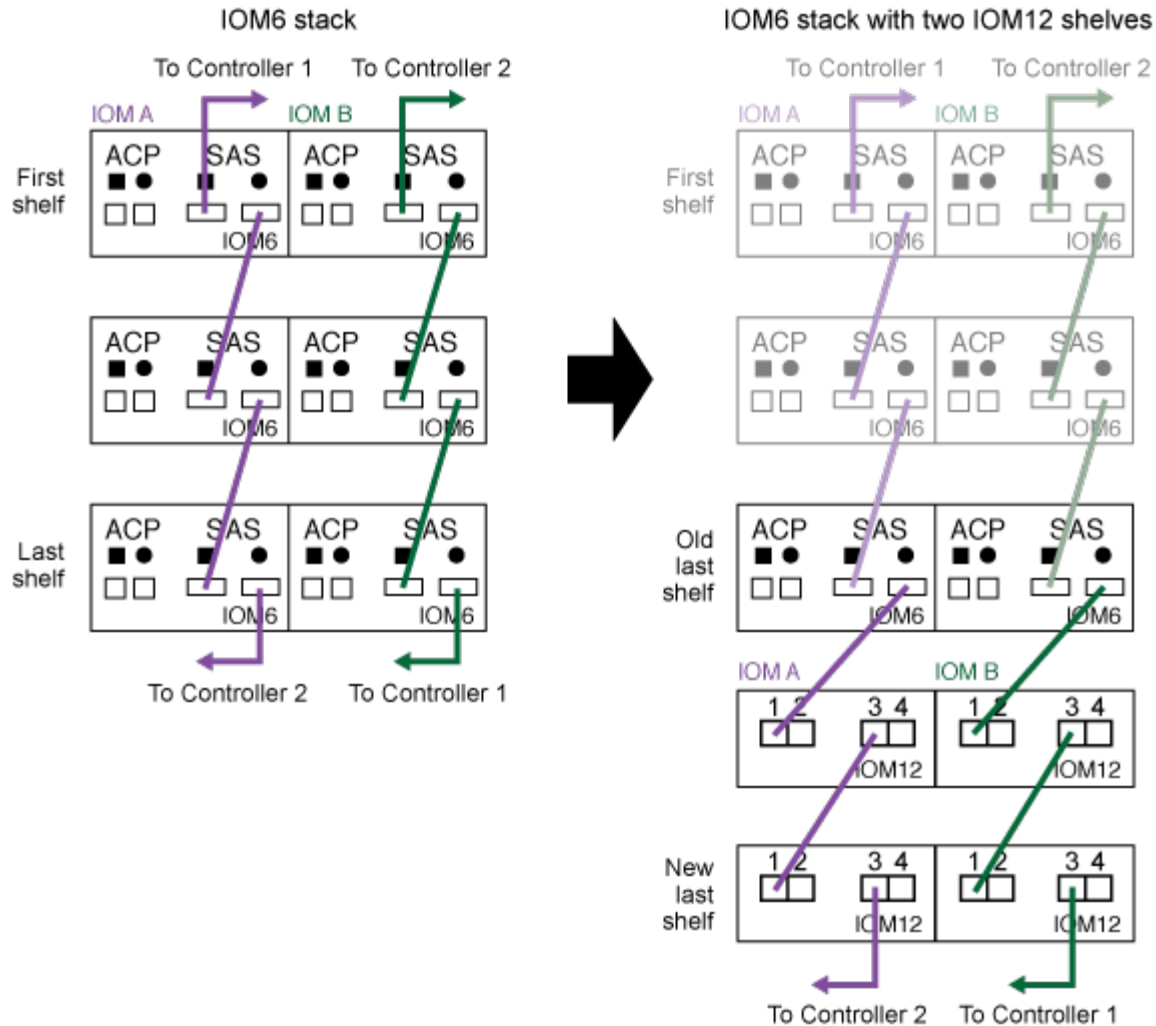 IOM6 stack
To Controller 1 To Controller 2
IOM A IOM B
First
shelf
ACP SAS ACP SAS
IOM6 IOM6
ACP SAS ACP SAS
IOM6 IOM6
Last
shelf
ACP SAS ACP SAS
IOM6 IOM6
To Controller 2 To Controller 1
IOM6 stack with two IOM12 shelves
To Controller 1 To Controller 2
IOM A IOM B
First
shelf
ACP SAS ACP SAS
IOM6 IOM6
ACP SAS ACP SAS
IOM6 IOM6
Old
last
shelf
ACP SAS ACP SAS
IOM6 IOM6
IOM A IOM B
1 2 3 4 1 2 3 4
IOM12 IOM12
New
last
shelf
1 2 3 4 1 2 3 4
IOM12 IOM12
To Controller 2 To Controller 1